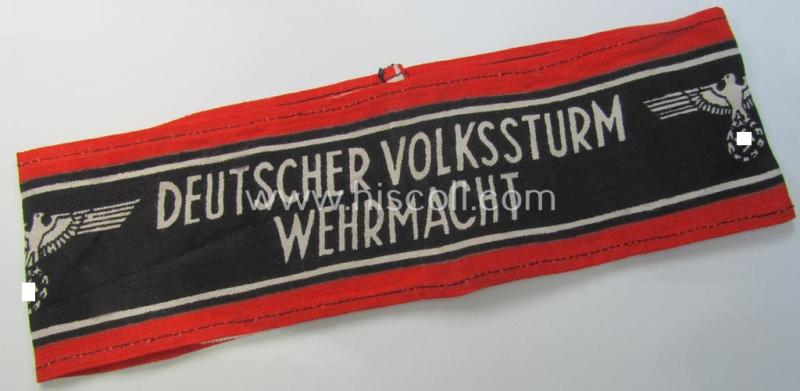 DEUTSCHER VOLKSSTURM
www.hiscoll.com
WEHRMACHT